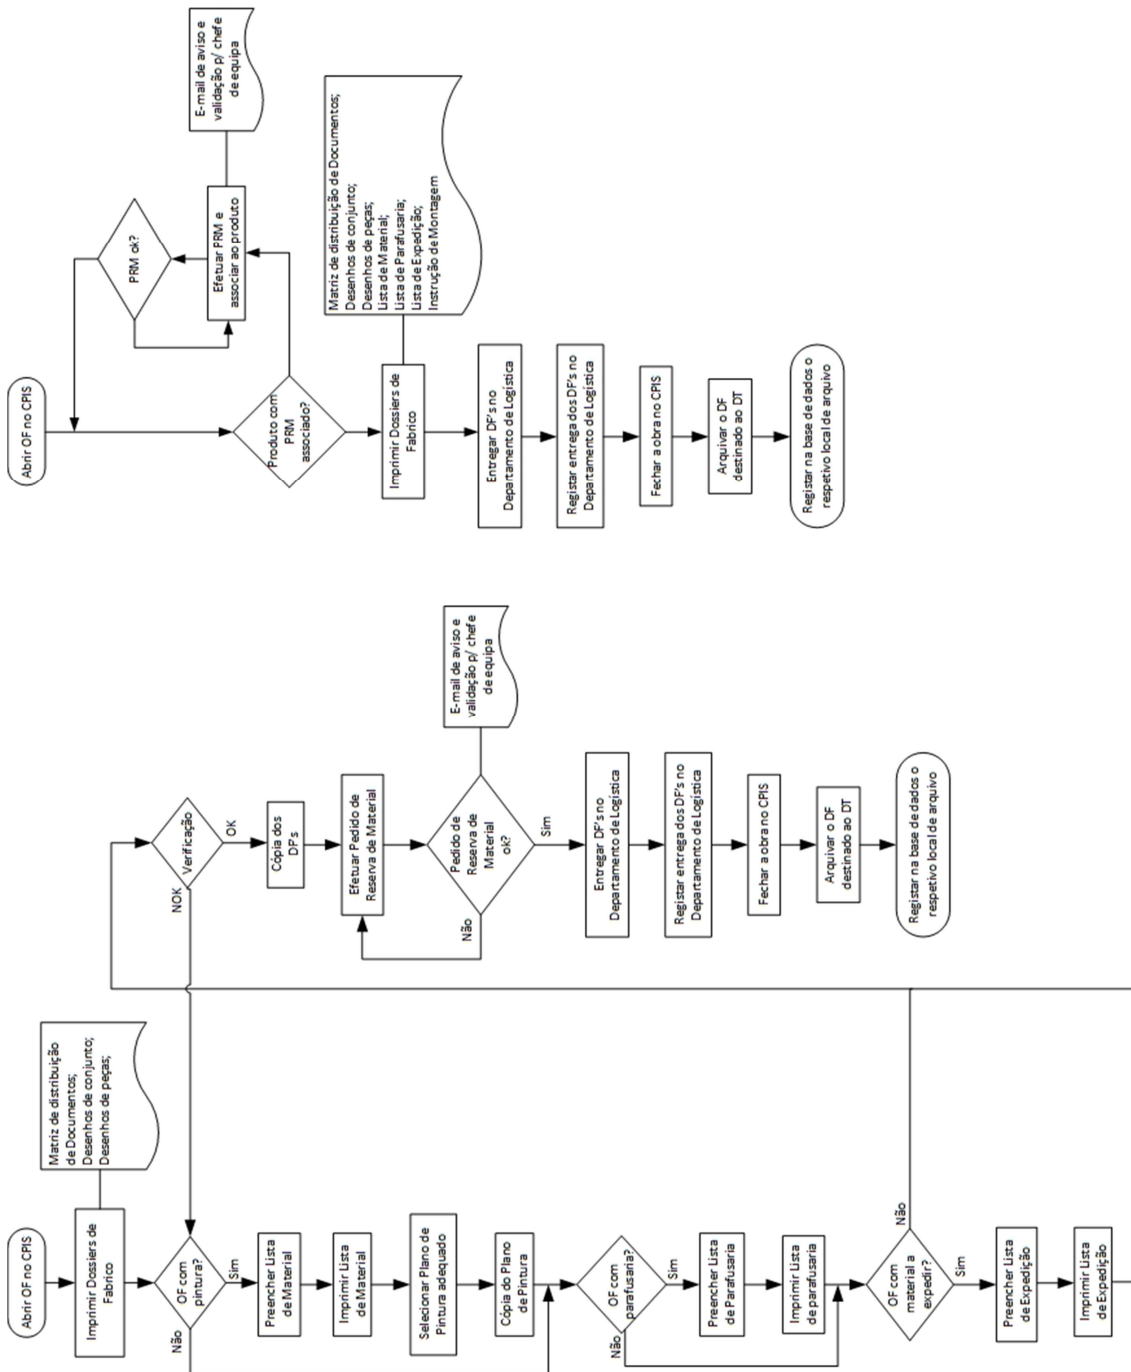 Abrir OF no CPIS
Imprimir Dossiers de
Fabrico
Matriz de distribuição
de Documentos;
Desenhos de conjunto;
Desenhos de peças;
OF com
pintura?
Não
Sim
Preencher Lista
de Material
Imprimir Lista
de Material
Selecionar Plano de
Pintura adequado
Cópia do Plano
de Pintura
OF com
parafusaria?
Sim
Não
Preencher Lista
de Parafusaria
Imprimir Lista
de parafusaria
OF com
material a
expedir?
Não
Sim
Preencher Lista
de Expedição
Imprimir Lista
de Expedição
Verificação
NOK
OK
Cópia dos
DF's
Efetuar Pedido de
Reserva de Material
Pedido de
Reserva de
Material
ok?
Não
Sim
E-mail de aviso e
validação p/ chefe
de equipa
Entregar DF's no
Departamento de Logística
Registar entrega dos DF's no
Departamento de Logística
Fechar a obra no CPIS
Arquivar o DF
destinado ao DT
Registar na base de dados o
respetivo local de arquivo
Abrir OF no CPIS
PRM ok?
Efetuar PRM e
associar ao produto
E-mail de aviso e
validação p/ chefe
de equipa
Produto com
PRM
associado?
Imprimir Dossiers de
Fabrico
Matriz de distribuição de Documentos;
Desenhos de conjunto;
Desenhos de peças;
Lista de Material;
Lista de Parafusaria;
Lista de Expedição;
Instrução de Montagem
Entregar DF's no
Departamento de Logística
Registar entrega dos DF's no
Departamento de Logística
Fechar a obra no CPIS
Arquivar o DF
destinado ao DT
Registar na base de dados o
respetivo local de arquivo